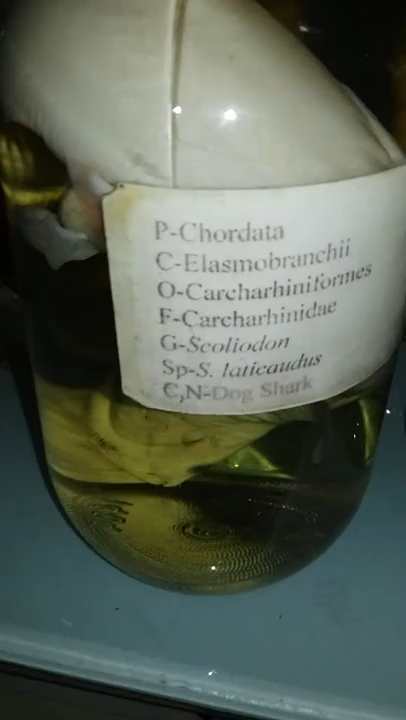 P-Chordata
C-Elasmobranchii
O-Carcharhiniformes
F-Carcharhinidae
G-Scoliodon
Sp-S. laticaudus
C,N-Dog Shark